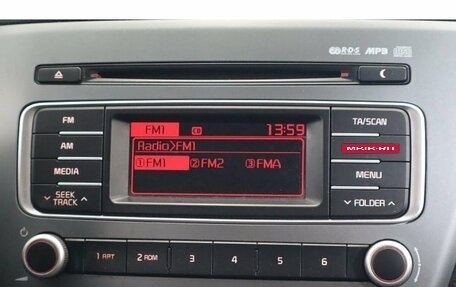 R·D·S MP3
FM
AM
MEDIA
SEEK
TRACK
FM1 13:59
Radio>FM1
①FM1 ②FM2 ③FMA
TA/SCAN
MENU
FOLDER
1 RPT 2 RDM 3 4 5 6